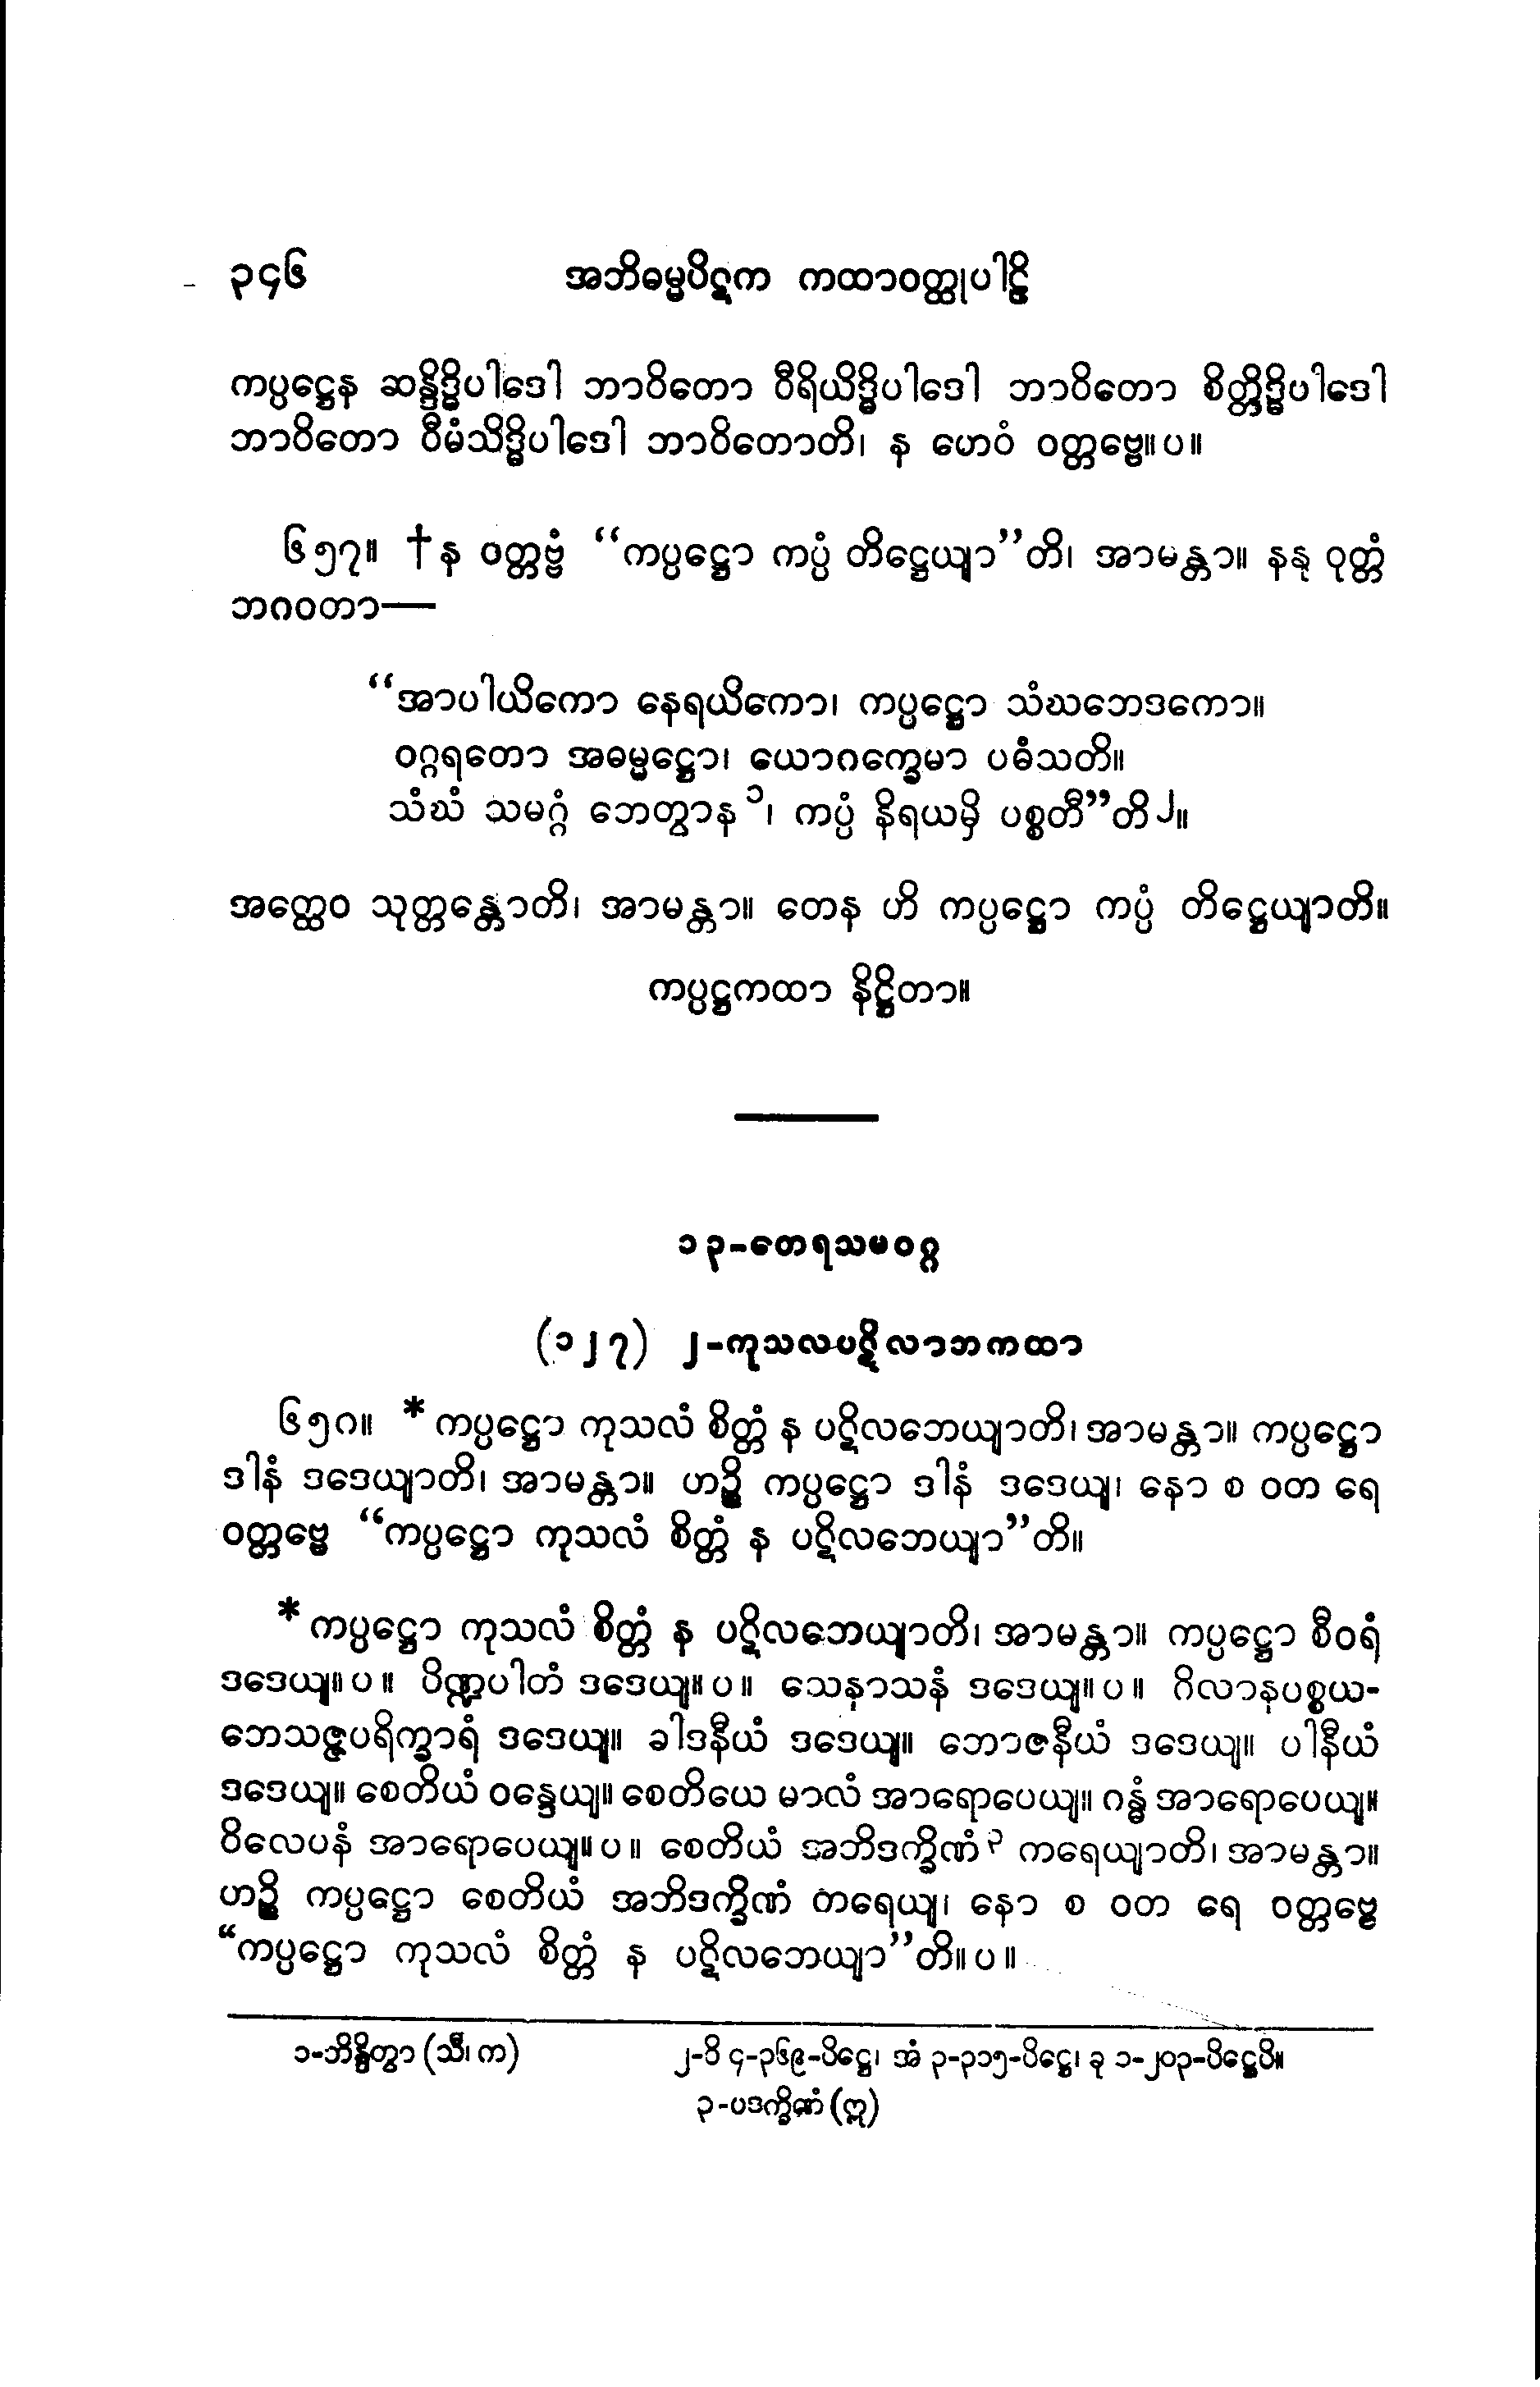 ၃၄၆ အဘိဓမ္မပိဋက ကထာဝတ္ထုပါဠိ
ကပ္ပဋ္ဌေန ဆန္ဒိဒ္ဓိပါဒေါ ဘာဝိတော ဝီရိယိဒ္ဓိပါဒေါ ဘာဝိတော စိတ္တိဒ္ဓိပါဒေါ
ဘာဝိတော ဝီမံသိဒ္ဓိပါဒေါ ဘာဝိတောတိ၊ န ဟေဝံ ဝတ္တဗ္ဗေ။ပ။
၆၅၇။ †န ဝတ္တဗ္ဗံ “ကပ္ပဋ္ဌော ကပ္ပံ တိဋ္ဌေယျာ”တိ၊ အာမန္တာ။ နနု ဝုတ္တံ
ဘဂဝတာ—
“အာပါယိကော နေရယိကော၊ ကပ္ပဋ္ဌော သံဃဘေဒကော။
ဝဂ္ဂရတော အဓမ္မဋ္ဌော၊ ယောဂက္ခေမာ ပဓံသတိ။
သံဃံ သမဂ္ဂံ ဘေတွာန၁၊ ကပ္ပံ နိရယမှိ ပစ္စတီ”တိ၂။
အတ္ထေဝ သုတ္တန္တောတိ၊ အာမန္တာ။ တေန ဟိ ကပ္ပဋ္ဌော ကပ္ပံ တိဋ္ဌေယျာတိ။
ကပ္ပဋ္ဌကထာ နိဋ္ဌိတာ။
၁၃-တေရသမဝဂ္ဂ
(၁၂၇) ၂-ကုသလပဋိလာဘကထာ
၆၅၈။ *ကပ္ပဋ္ဌော ကုသလံ စိတ္တံ န ပဋိလဘေယျာတိ၊ အာမန္တာ။ ကပ္ပဋ္ဌော
ဒါနံ ဒဒေယျာတိ၊ အာမန္တာ။ ဟဉ္စိ ကပ္ပဋ္ဌော ဒါနံ ဒဒေယျ၊ နော စ ဝတ ရေ
ဝတ္တဗ္ဗေ “ကပ္ပဋ္ဌော ကုသလံ စိတ္တံ န ပဋိလဘေယျာ”တိ။
*ကပ္ပဋ္ဌော ကုသလံ စိတ္တံ န ပဋိလဘေယျာတိ၊ အာမန္တာ။ ကပ္ပဋ္ဌော စီဝရံ
ဒဒေယျ။ပ။ ပိဏ္ဍပါတံ ဒဒေယျ။ပ။ သေနာသနံ ဒဒေယျ။ပ။ ဂိလာနပစ္စယ-
ဘေသဇ္ဇပရိက္ခာရံ ဒဒေယျ။ ခါဒနီယံ ဒဒေယျ။ ဘောဇနီယံ ဒဒေယျ။ ပါနီယံ
ဒဒေယျ။ စေတိယံ ဝန္ဒေယျ။ စေတိယေ မာလံ အာရောပေယျ။ ဂန္ဓံ အာရောပေယျ။
ဝိလေပနံ အာရောပေယျ။ပ။ စေတိယံ အဘိဒက္ခိဏံ၃ ကရေယျာတိ၊ အာမန္တာ။
ဟဉ္စိ ကပ္ပဋ္ဌော စေတိယံ အဘိဒက္ခိဏံ ကရေယျ၊ နော စ ဝတ ရေ ဝတ္တဗ္ဗေ
“ကပ္ပဋ္ဌော ကုသလံ စိတ္တံ န ပဋိလဘေယျာ”တိ။ပ။
၁-ဘိန္ဒိတွာ (သီ၊ က) ၂-ဝိ ၄-၃၆၉-ပိဋ္ဌေ၊ အံ ၃-၃၁၅-ပိဋ္ဌေ၊ ခု ၁-၂၀၃-ပိဋ္ဌေပိ။
၃-ပဒက္ခိဏံ (ဣ)